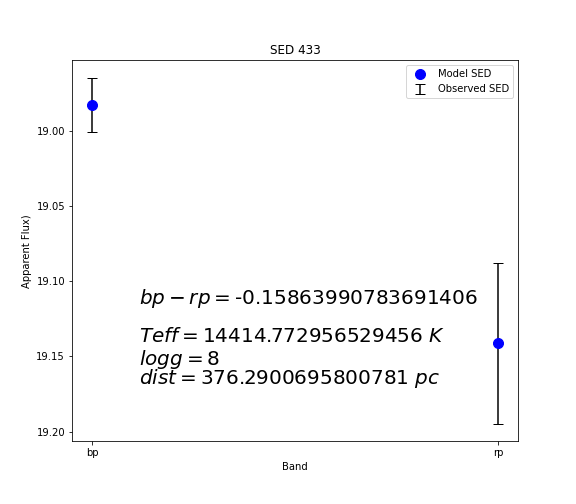 SED 433
Model SED
Observed SED
19.00
19.05
19.10
19.15
19.20
Apparent Flux)
bp − rp = -0.15863990783691406
Teff = 14414.772956529456 K
logg = 8
dist = 376.2900695800781 pc
bp
rp
Band